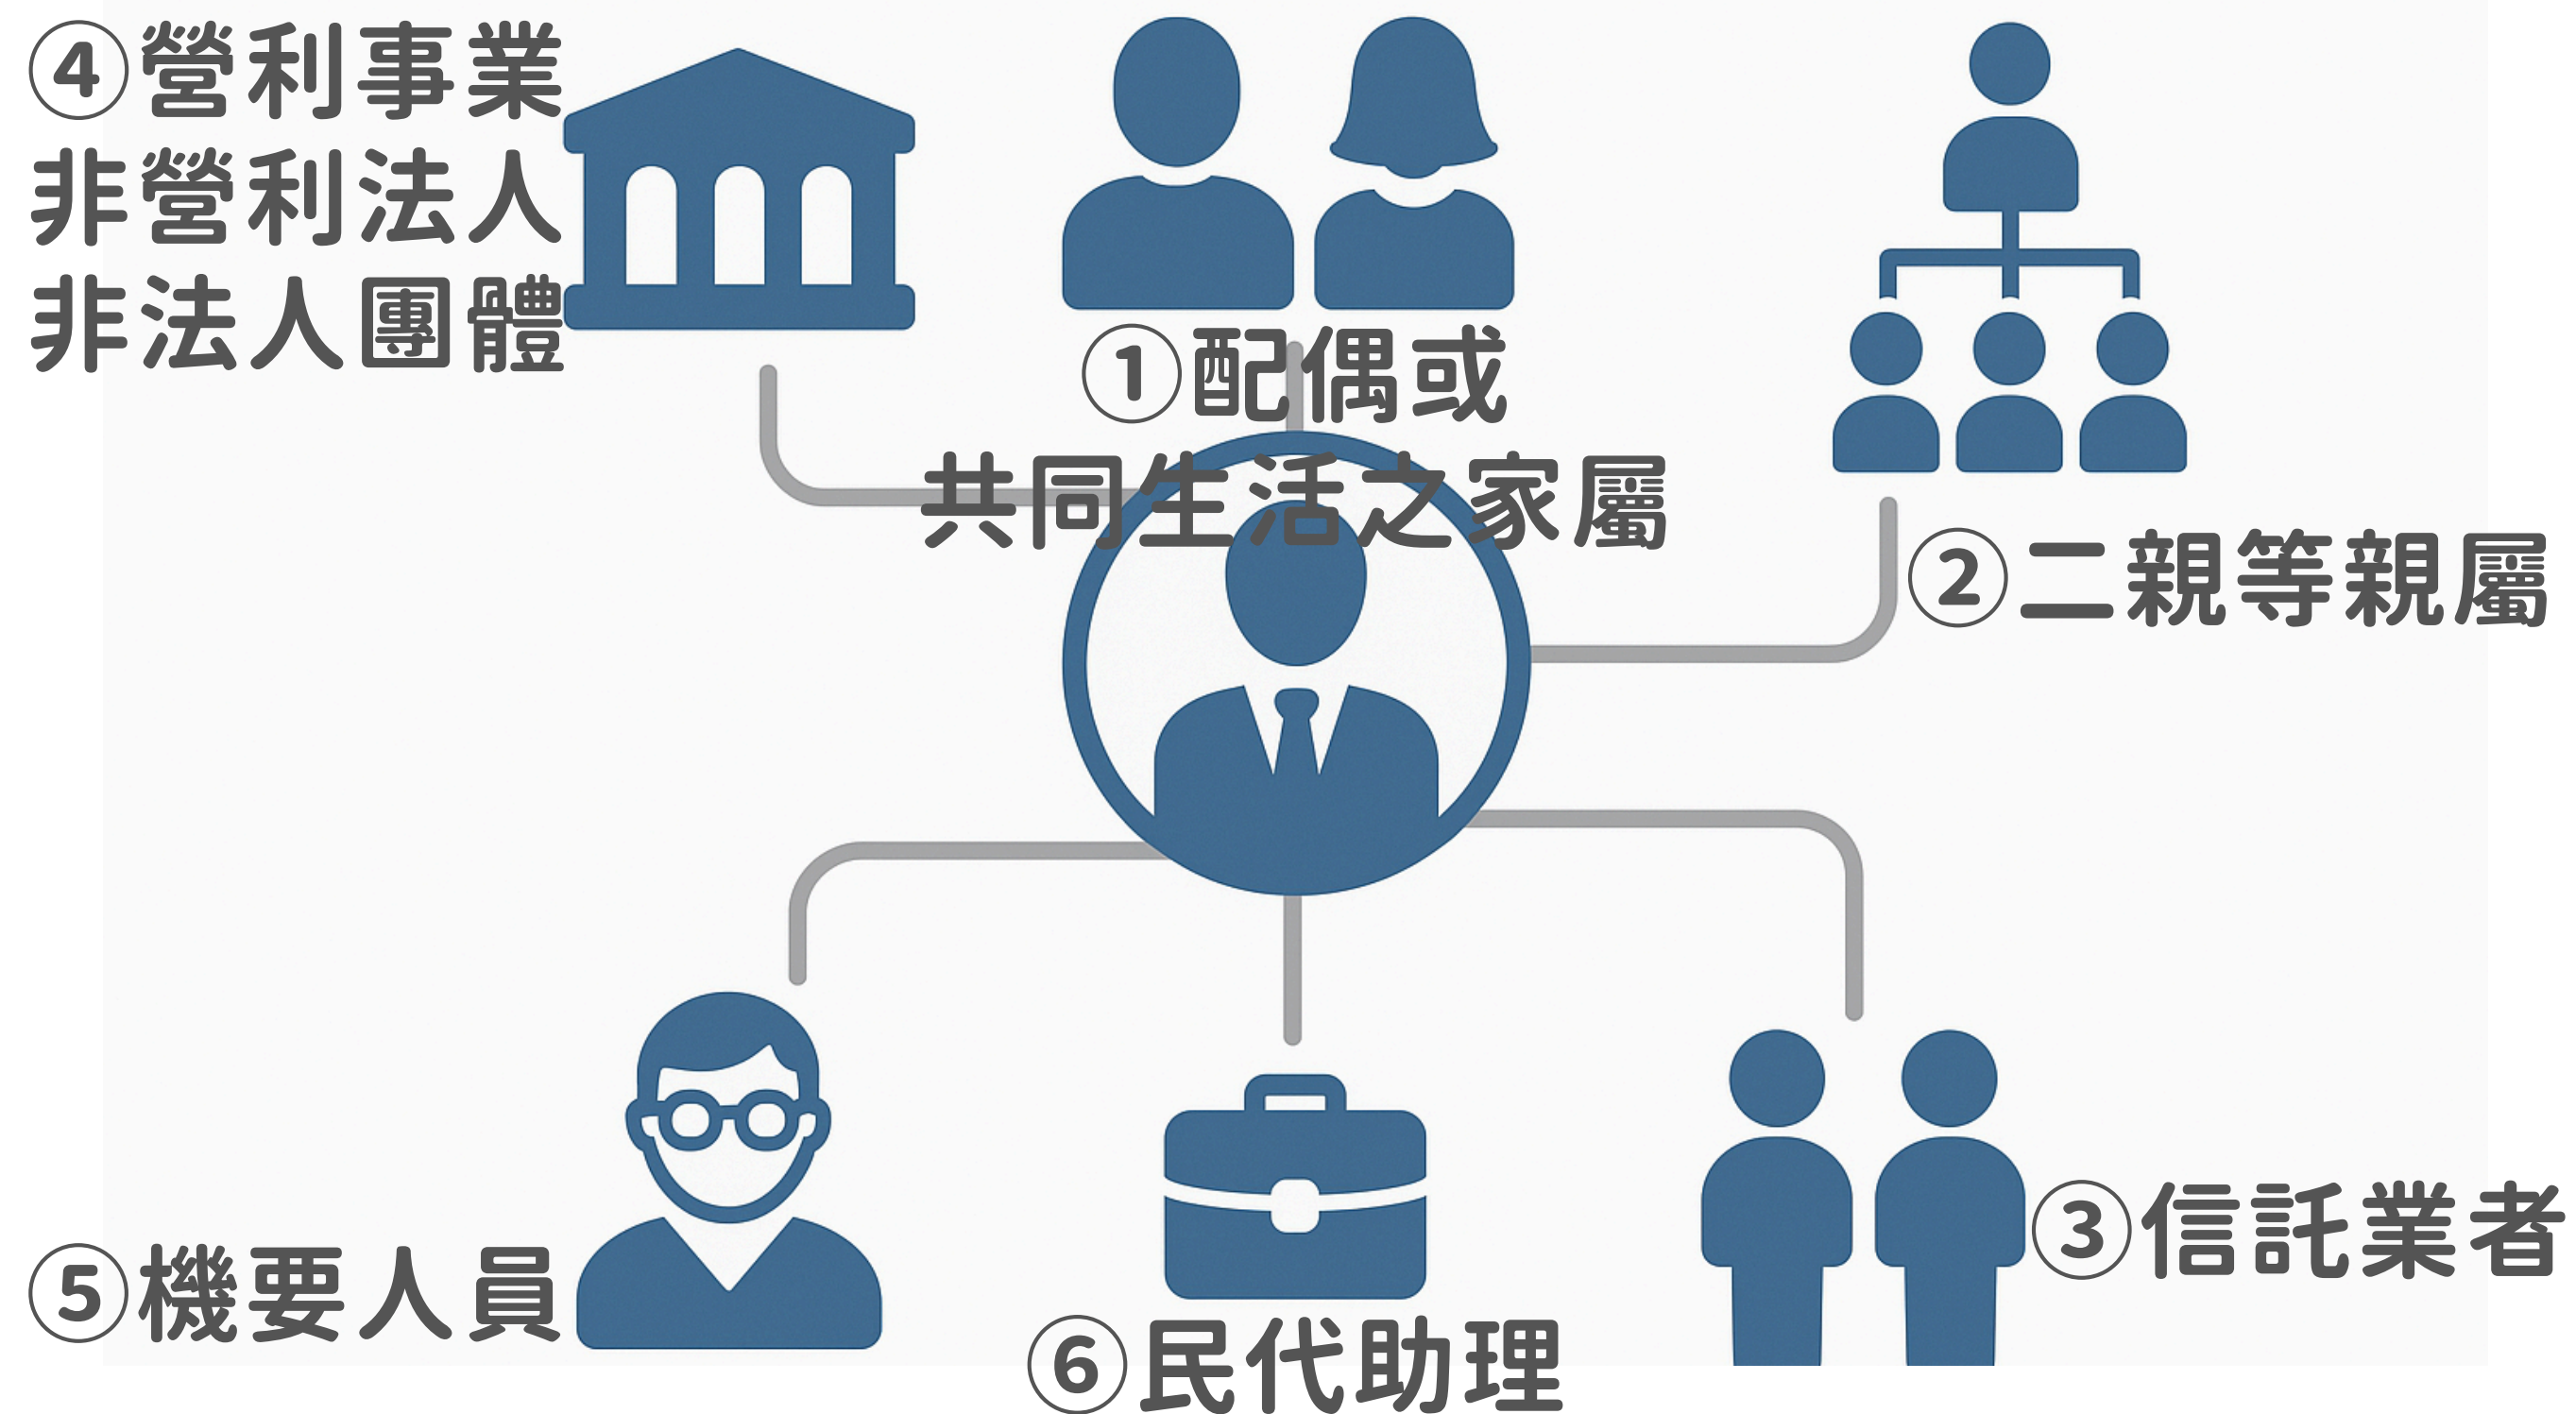 ④營利事業
非營利法人
非法人團體
①配偶或
共同生活之家屬
②二親等親屬
③信託業者
⑤機要人員
⑥民代助理